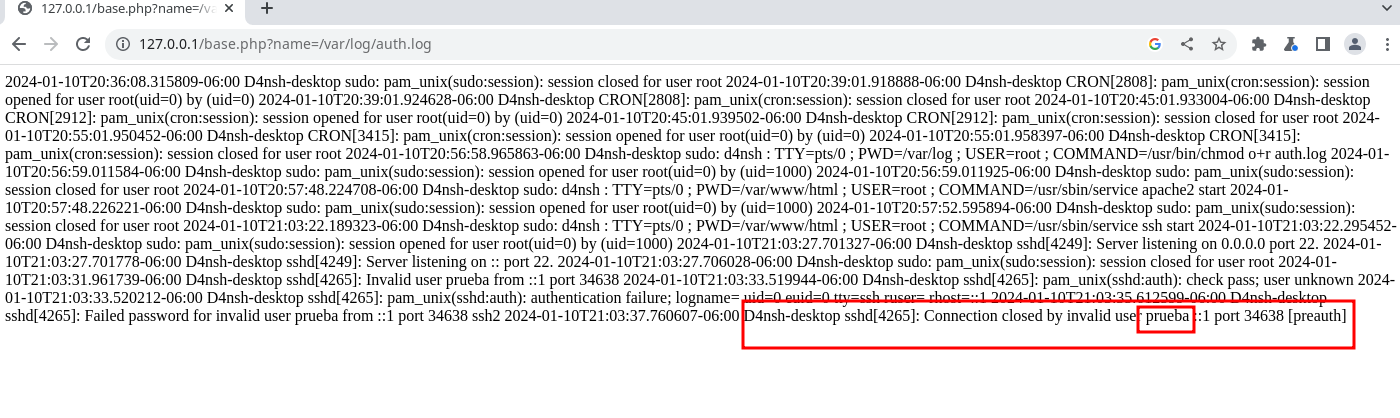 127.0.0.1/base.php?name=/va
127.0.0.1/base.php?name=/var/log/auth.log
2024-01-10T20:36:08.315809-06:00 D4nsh-desktop sudo: pam_unix(sudo:session): session closed for user root 2024-01-10T20:39:01.918888-06:00 D4nsh-desktop CRON[2808]: pam_unix(cron:session): session
opened for user root(uid=0) by (uid=0) 2024-01-10T20:39:01.924628-06:00 D4nsh-desktop CRON[2808]: pam_unix(cron:session): session closed for user root 2024-01-10T20:45:01.933004-06:00 D4nsh-desktop
CRON[2912]: pam_unix(cron:session): session opened for user root(uid=0) by (uid=0) 2024-01-10T20:45:01.939502-06:00 D4nsh-desktop CRON[2912]: pam_unix(cron:session): session closed for user root 2024-
01-10T20:55:01.950452-06:00 D4nsh-desktop CRON[3415]: pam_unix(cron:session): session opened for user root(uid=0) by (uid=0) 2024-01-10T20:55:01.958397-06:00 D4nsh-desktop CRON[3415]:
pam_unix(cron:session): session closed for user root 2024-01-10T20:56:58.965863-06:00 D4nsh-desktop sudo: d4nsh : TTY=pts/0 ; PWD=/var/log ; USER=root ; COMMAND=/usr/bin/chmod o+r auth.log 2024-01-
10T20:56:59.011584-06:00 D4nsh-desktop sudo: pam_unix(sudo:session): session opened for user root(uid=0) by (uid=1000) 2024-01-10T20:56:59.011925-06:00 D4nsh-desktop sudo: pam_unix(sudo:session):
session closed for user root 2024-01-10T20:57:48.224708-06:00 D4nsh-desktop sudo: d4nsh : TTY=pts/0 ; PWD=/var/www/html ; USER=root ; COMMAND=/usr/sbin/service apache2 start 2024-01-
10T20:57:48.226221-06:00 D4nsh-desktop sudo: pam_unix(sudo:session): session opened for user root(uid=0) by (uid=1000) 2024-01-10T20:57:52.595894-06:00 D4nsh-desktop sudo: pam_unix(sudo:session):
session closed for user root 2024-01-10T21:03:22.189323-06:00 D4nsh-desktop sudo: d4nsh : TTY=pts/0 ; PWD=/var/www/html ; USER=root ; COMMAND=/usr/sbin/service ssh start 2024-01-10T21:03:22.295452-
06:00 D4nsh-desktop sudo: pam_unix(sudo:session): session opened for user root(uid=0) by (uid=1000) 2024-01-10T21:03:27.701327-06:00 D4nsh-desktop sshd[4249]: Server listening on 0.0.0.0 port 22. 2024-
01-10T21:03:27.701778-06:00 D4nsh-desktop sshd[4249]: Server listening on :: port 22. 2024-01-10T21:03:27.706028-06:00 D4nsh-desktop sudo: pam_unix(sudo:session): session closed for user root 2024-01-
10T21:03:31.961739-06:00 D4nsh-desktop sshd[4265]: Invalid user prueba from ::1 port 34638 2024-01-10T21:03:33.519944-06:00 D4nsh-desktop sshd[4265]: pam_unix(sshd:auth): check pass; user unknown 2024-
01-10T21:03:33.520212-06:00 D4nsh-desktop sshd[4265]: pam_unix(sshd:auth): authentication failure; logname= uid=0 euid=0 tty=ssh ruser= rhost=::1 2024-01-10T21:03:35.612599-06:00 D4nsh-desktop
sshd[4265]: Failed password for invalid user prueba from ::1 port 34638 ssh2 2024-01-10T21:03:37.760607-06:00 D4nsh-desktop sshd[4265]: Connection closed by invalid user prueba ::1 port 34638 [preauth]